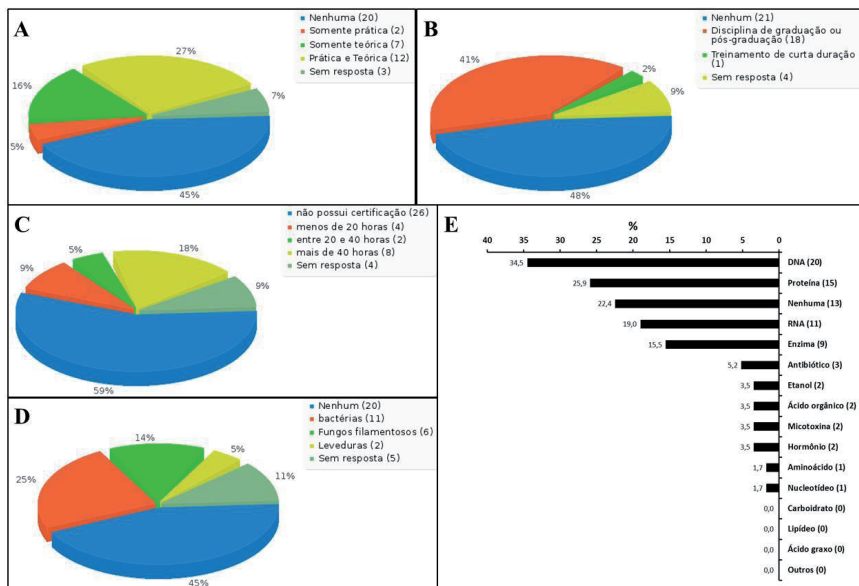 A
Nenhuma (20)
Somente prática (2)
Somente teórica (7)
Prática e Teórica (12)
Sem resposta (3)
27%
16%
7%
5%
45%
B
Nenhum (21)
Disciplina de graduação ou
pós-graduação (18)
Treinamento de curta duração
(1)
Sem resposta (4)
41%
2%
9%
48%
C
não possui certificação (26)
menos de 20 horas (4)
entre 20 e 40 horas (2)
mais de 40 horas (8)
Sem resposta (4)
18%
5%
9%
9%
59%
D
Nenhum (20)
bactérias (11)
Fungos filamentosos (6)
Leveduras (2)
Sem resposta (5)
14%
5%
11%
25%
45%
E
%
40 35 30 25 20 15 10 5 0
34,5 DNA (20)
25,9 Proteína (15)
22,4 Nenhuma (13)
19,0 RNA (11)
15,5 Enzima (9)
5,2 Antibiótico (3)
3,5 Etanol (2)
3,5 Ácido orgânico (2)
3,5 Micotoxina (2)
3,5 Hormônio (2)
1,7 Aminoácido (1)
1,7 Nucleotídeo (1)
0,0 Carboidrato (0)
0,0 Lipídeo (0)
0,0 Ácido graxo (0)
0,0 Outros (0)